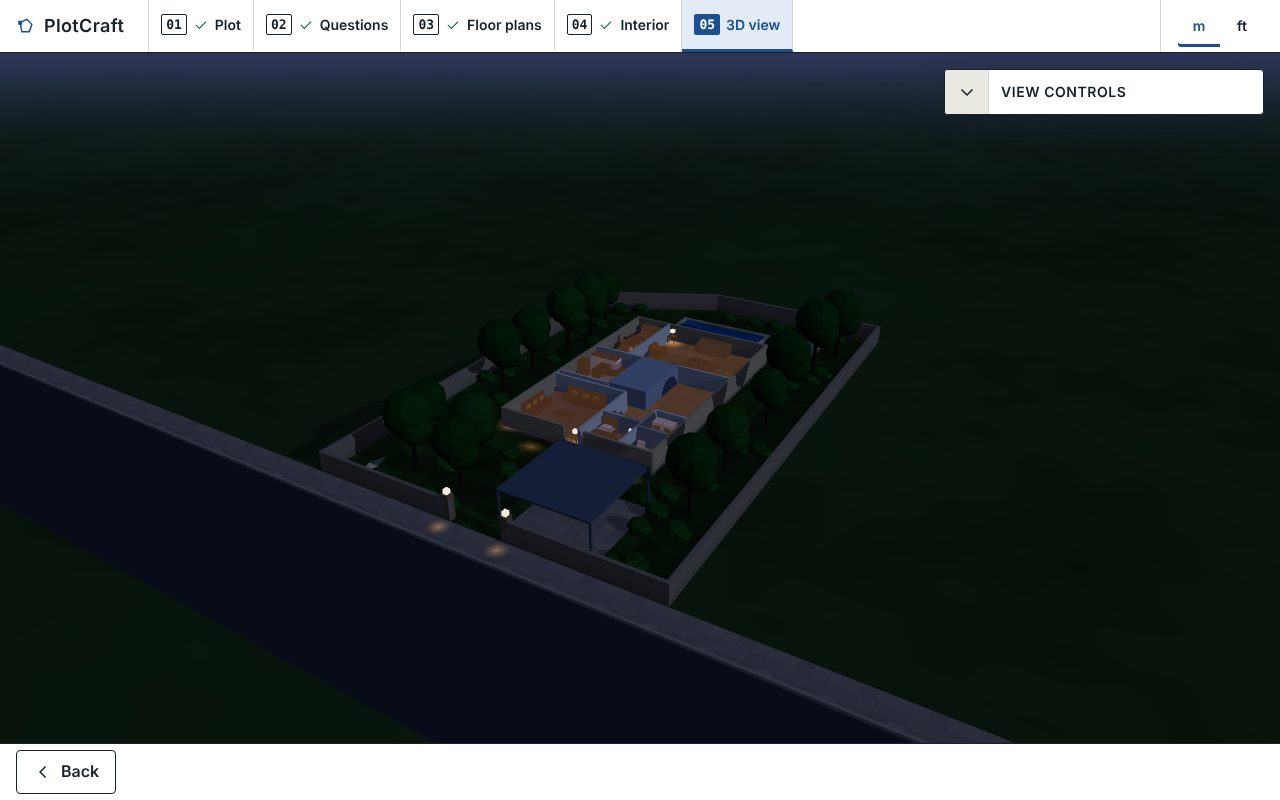 PlotCraft
01 Plot
02 Questions
03 Floor plans
04 Interior
05 3D view
m
ft
VIEW CONTROLS
Back